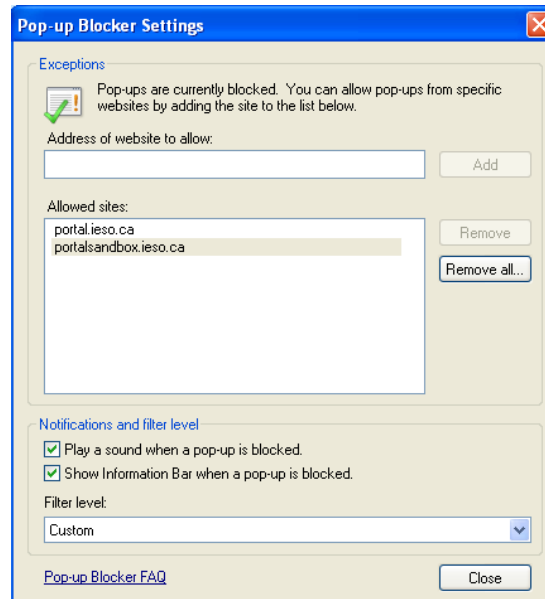 Pop-up Blocker Settings
Exceptions
Pop-ups are currently blocked. You can allow pop-ups from specific
websites by adding the site to the list below.
Address of website to allow:
Add
Allowed sites:
portal.ieso.ca
Remove
portalsandbox.ieso.ca
Remove all...
Notifications and filter level
Play a sound when a pop-up is blocked.
Show Information Bar when a pop-up is blocked.
Filter level:
Custom
Pop-up Blocker FAQ
Close